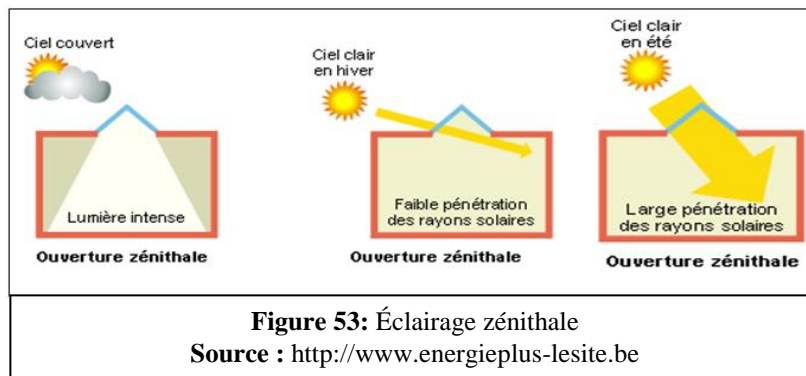 Ciel couvert
Lumière intense
Ouverture zénithale
Ciel clair
en hiver
Faible pénétration
des rayons solaires
Ouverture zénithale
Ciel clair
en été
Large pénétration
des rayons solaires
Ouverture zénithale
Figure 53: Éclairage zénithale
Source : http://www.energieplus-lesite.be